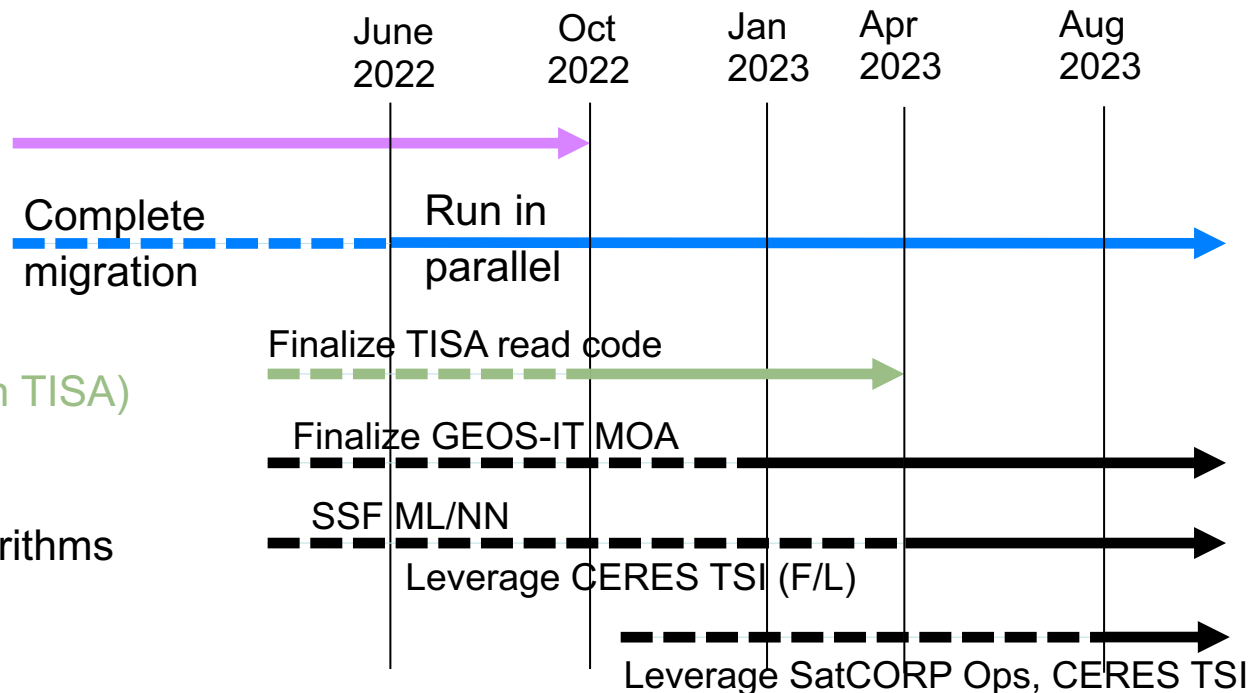 June Oct Jan Apr Aug
2022 2022 2023 2023 2023
Complete Run in
migration parallel
Finalize TISA read code
TISA)
Finalize GEOS-IT MOA
SSF ML/NN
rithms
Leverage CERES TSI (F/L)
Leverage SatCORP Ops, CERES TSI